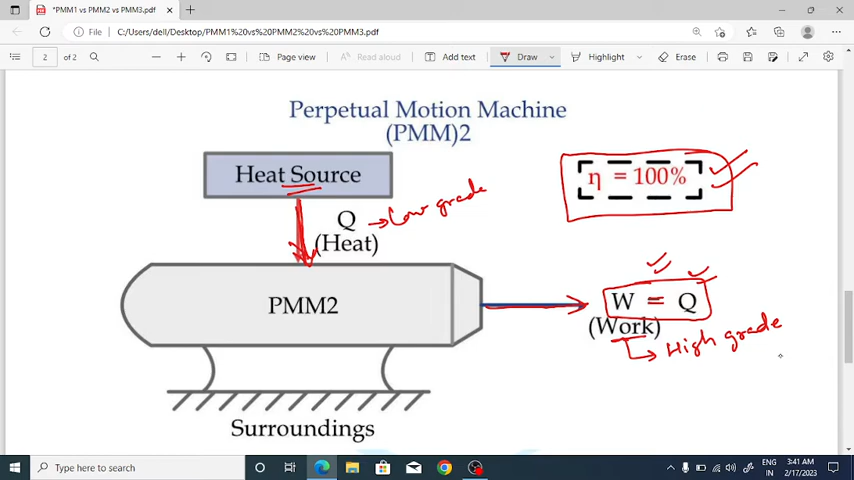 *PMM1 vs PMM2 vs PMM3.pdf
File C:/Users/dell/Desktop/PMM1%20vs%20PMM2%20vs%20PMM3.pdf
2 of 2 Page view Read aloud Add text Draw Highlight Erase
Perpetual Motion Machine
(PMM)2
Heat Source
η = 100%
Q → Low grade
(Heat)
PMM2
W = Q
(Work)
High grade
Surroundings
Type here to search
ENG 3:41 AM
IN 2/17/2023